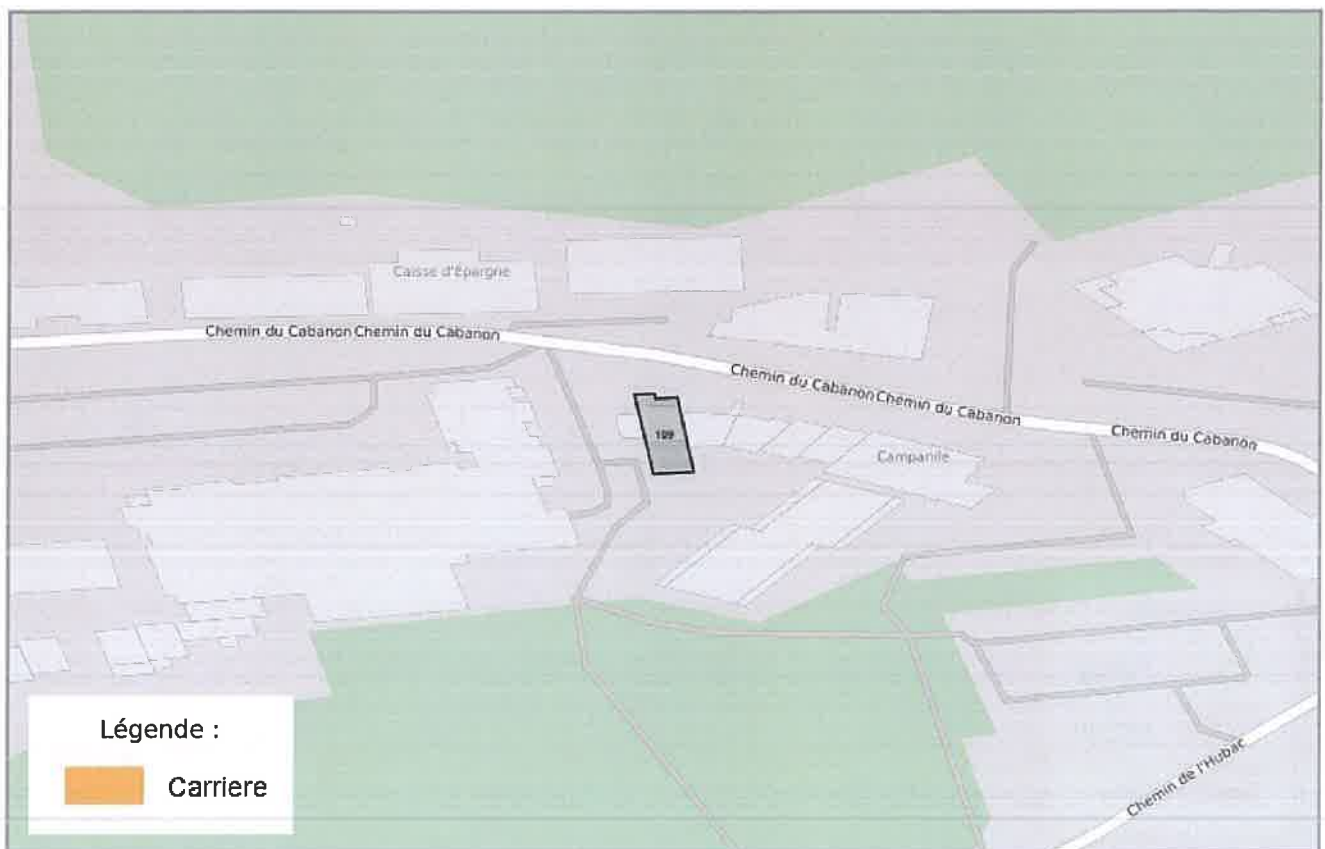 Caisse d'Épargne
Chemin du Cabanon Chemin du Cabanon
Chemin du Cabanon Chemin du Cabanon
Chemin du Cabanon
199
Campanile
Chemin de l'Hubac
Légende :
Carriere